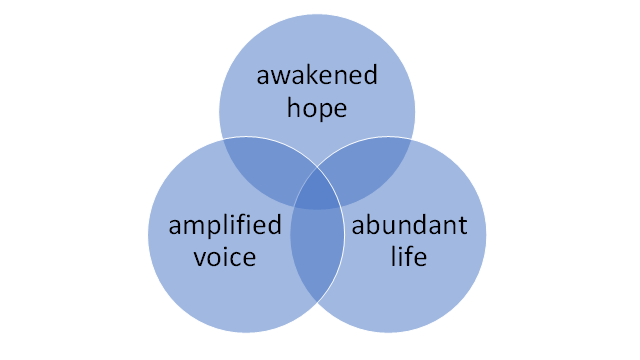 awakened
hope
amplified
voice
abundant
life